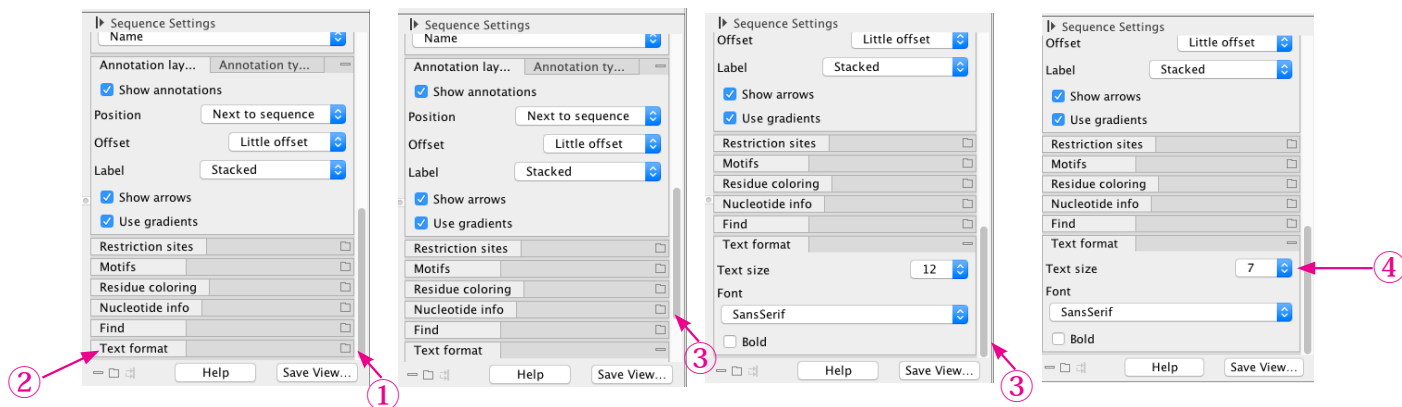 Sequence Settings
Name
Annotation lay... Annotation ty...
Show annotations
Position Next to sequence
Offset Little offset
Label Stacked
Show arrows
Use gradients
Restriction sites
Motifs
Residue coloring
Nucleotide info
Find
Text format
Help Save View...
② ①
Sequence Settings
Name
Annotation lay... Annotation ty...
Show annotations
Position Next to sequence
Offset Little offset
Label Stacked
Show arrows
Use gradients
Restriction sites
Motifs
Residue coloring
Nucleotide info
Find
Text format
Help Save View...
③
Sequence Settings
Offset Little offset
Label Stacked
Show arrows
Use gradients
Restriction sites
Motifs
Residue coloring
Nucleotide info
Find
Text format
Text size 12
Font
SansSerif
Bold
Help Save View...
③
Sequence Settings
Offset Little offset
Label Stacked
Show arrows
Use gradients
Restriction sites
Motifs
Residue coloring
Nucleotide info
Find
Text format
Text size 7
④
Font
SansSerif
Bold
Help Save View...